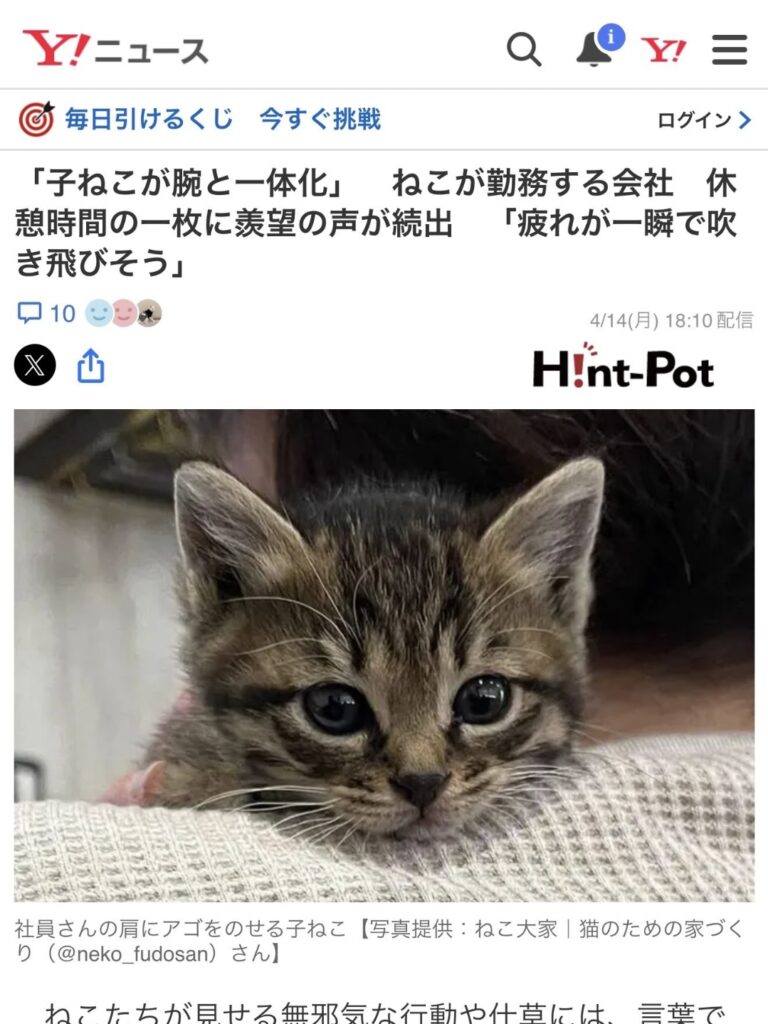 Y!ニュース
i
Y!
毎日引けるくじ　今すぐ挑戦
ログイン
「子ねこが腕と一体化」　ねこが勤務する会社　休
憩時間の一枚に羨望の声が続出　「疲れが一瞬で吹
き飛びそう」
10
4/14(月) 18:10 配信
X
H!nt-Pot
社員さんの肩にアゴをのせる子ねこ【写真提供：ねこ大家｜猫のための家づく
り（@neko_fudosan）さん】
ねこたちが見せる無邪気な行動や仕草には、言葉で